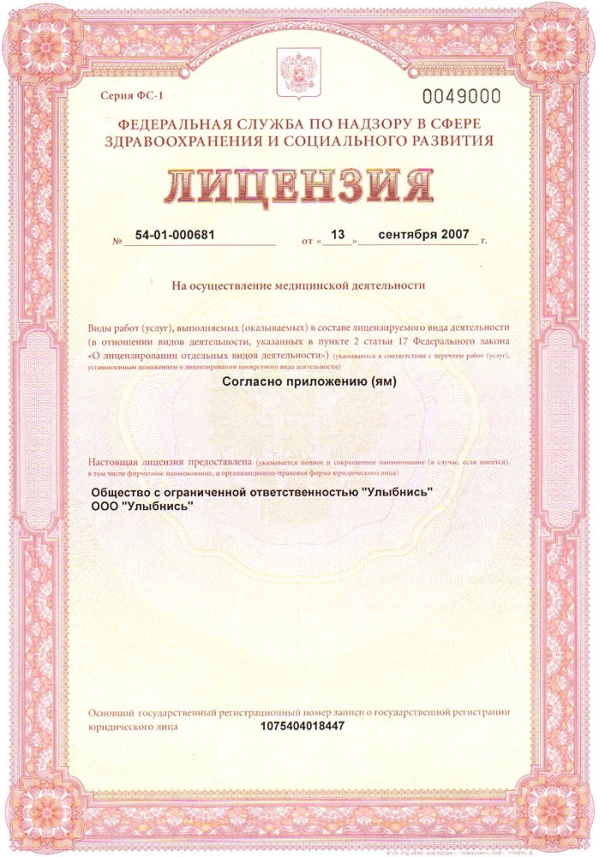 Серия ФС-1
0049000
ФЕДЕРАЛЬНАЯ СЛУЖБА ПО НАДЗОРУ В СФЕРЕ
ЗДРАВООХРАНЕНИЯ И СОЦИАЛЬНОГО РАЗВИТИЯ
ЛИЦЕНЗИЯ
№ 54-01-000681 от «13» сентября 2007 г.
На осуществление медицинской деятельности
Виды работ (услуг), выполняемых (оказываемых) в составе лицензируемого вида деятельности
(в отношении видов деятельности, указанных в пункте 2 статьи 17 Федерального закона
«О лицензировании отдельных видов деятельности») (указываются в соответствии с перечнем работ (услуг),
установленным положением о лицензировании конкретного вида деятельности)
Согласно приложению (ям)
Настоящая лицензия предоставлена (указывается полное и сокращенное наименование (в случае, если имеется),
в том числе фирменное наименование, и организационно-правовая форма юридического лица)
Общество с ограниченной ответственностью "Улыбнись"
ООО "Улыбнись"
Основной государственный регистрационный номер записи о государственной регистрации
юридического лица 1075404018447